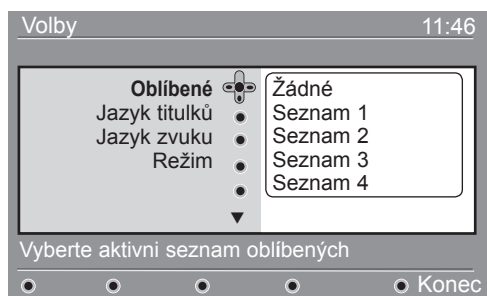 Volby 11:46
Oblíbené Žádné
Jazyk titulků Seznam 1
Jazyk zvuku Seznam 2
Režim Seznam 3
Seznam 4
Vyberte aktivni seznam oblíbených
Konec